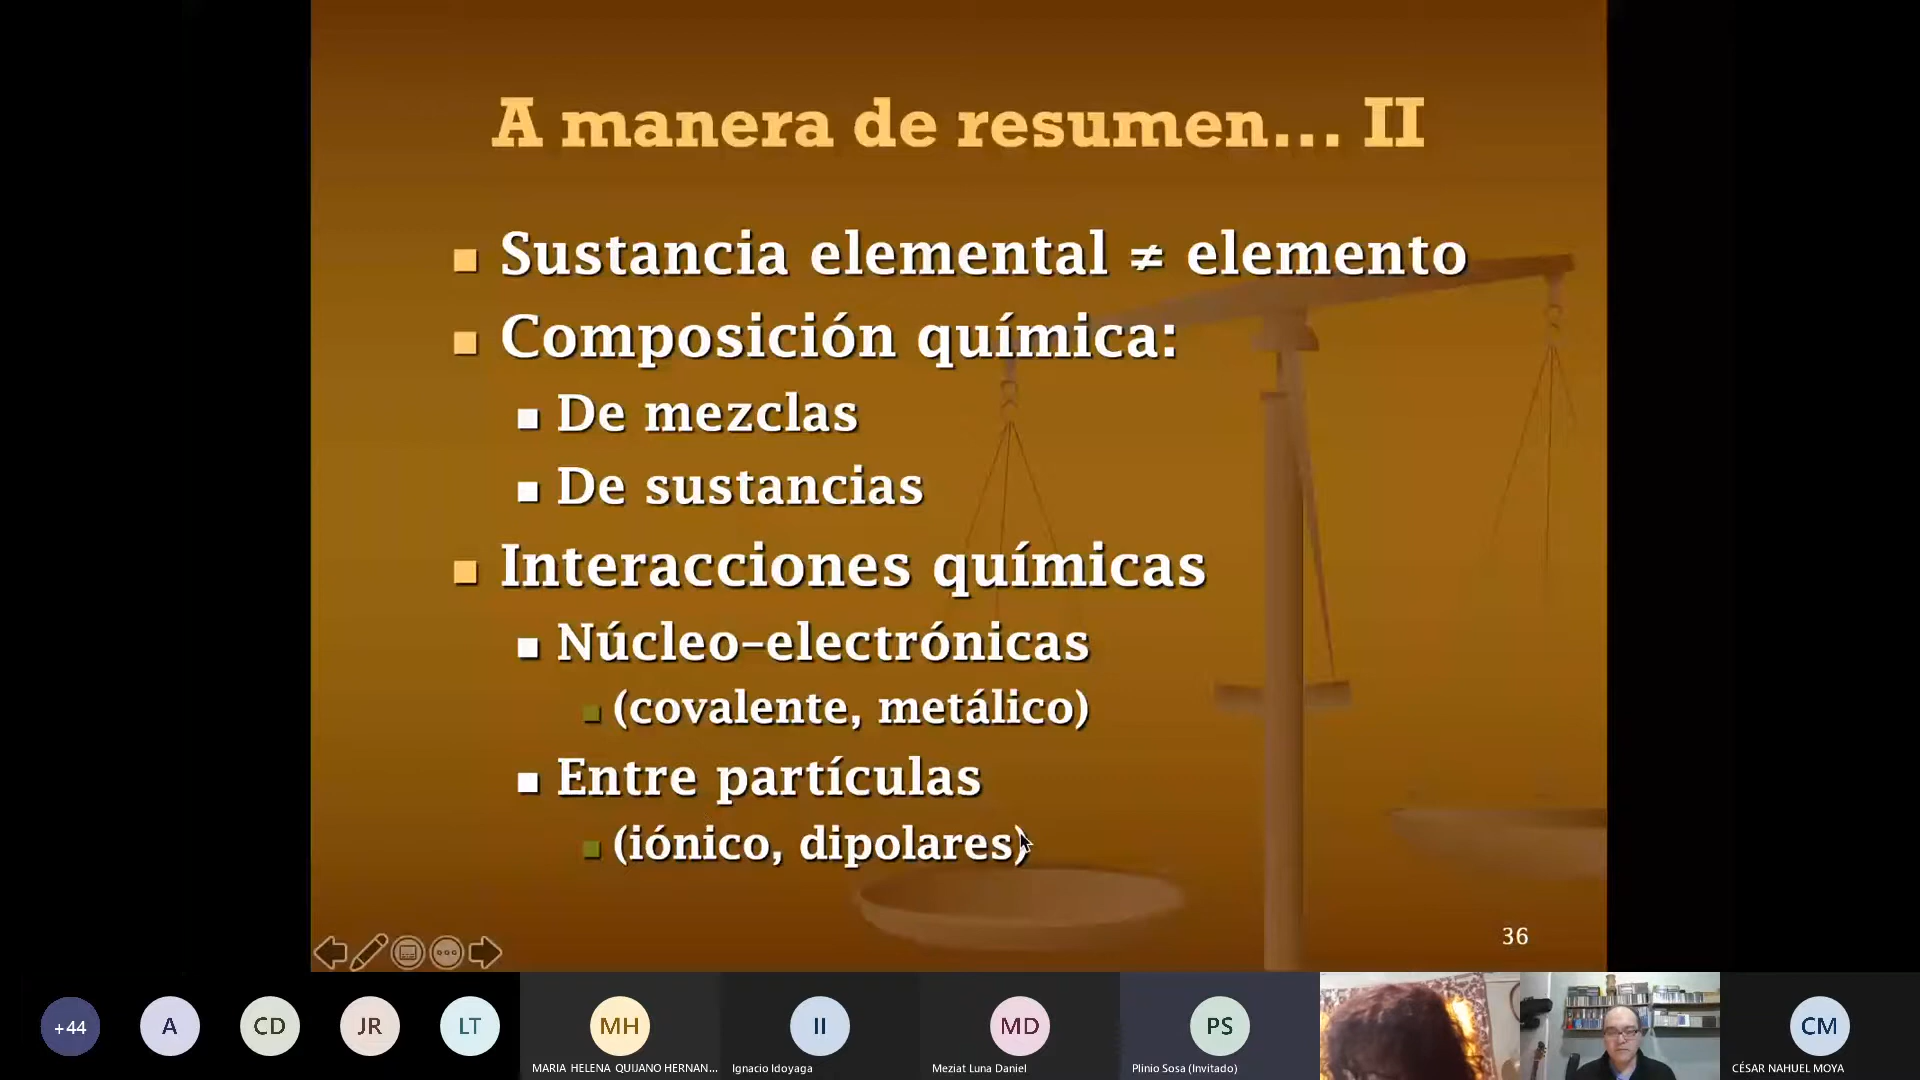 A manera de resumen... II
Sustancia elemental ≠ elemento
Composición química:
De mezclas
De sustancias
Interacciones químicas
Núcleo-electrónicas
(covalente, metálico)
Entre partículas
(iónico, dipolares)
36
+44
A
CD
JR
LT
MH
II
MD
PS
CM
MARIA HELENA QUIJANO HERNAN...
Ignacio Idoyaga
Meziat Luna Daniel
Plinio Sosa (Invitado)
CÉSAR NAHUEL MOYA